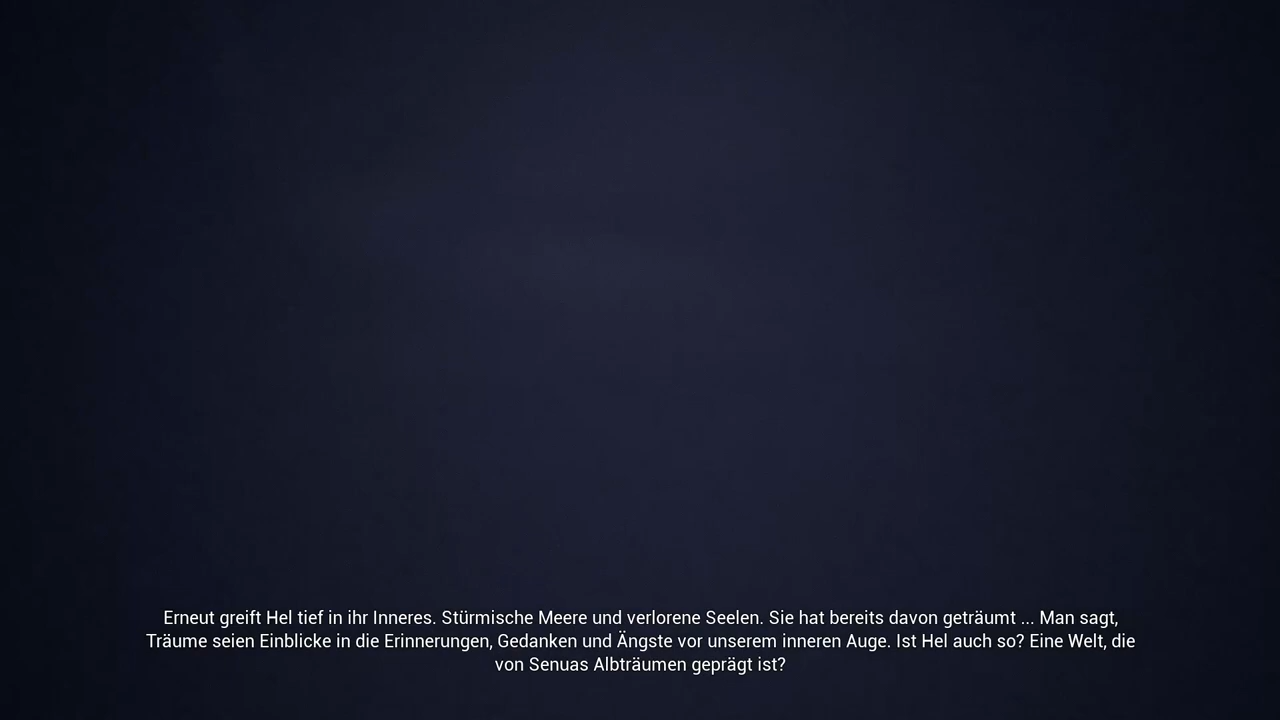 Erneut greift Hel tief in ihr Inneres. Stürmische Meere und verlorene Seelen. Sie hat bereits davon geträumt ... Man sagt,
Träume seien Einblicke in die Erinnerungen, Gedanken und Ängste vor unserem inneren Auge. Ist Hel auch so? Eine Welt, die
von Senuas Albträumen geprägt ist?